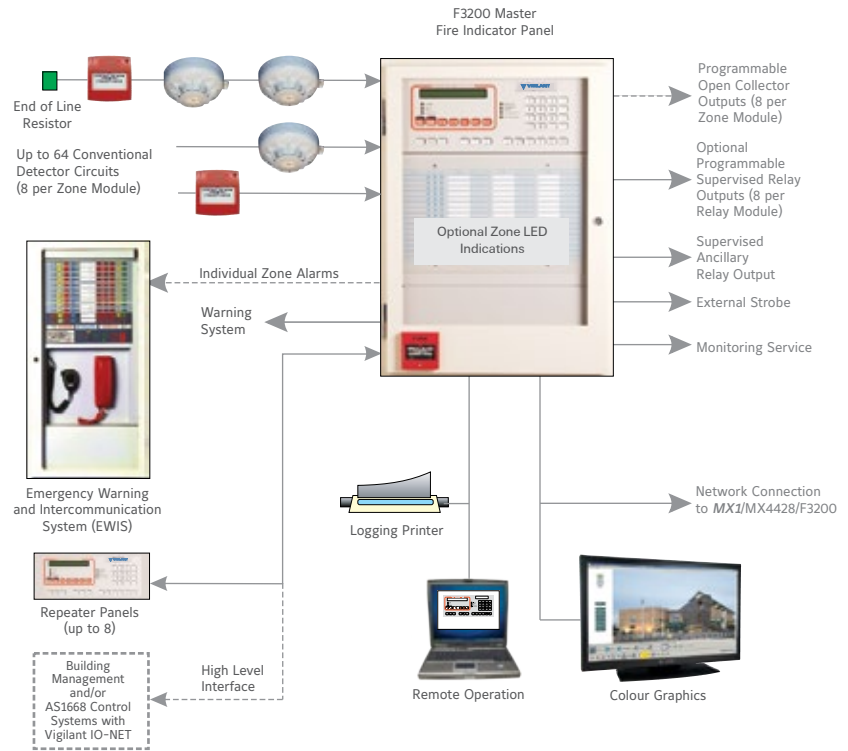 F3200 Master
Fire Indicator Panel
End of Line
Resistor
Up to 64 Conventional
Detector Circuits
(8 per Zone Module)
VIGILANT
Optional Zone LED
Indications
Programmable
Open Collector
Outputs (8 per
Zone Module)
Optional
Programmable
Supervised Relay
Outputs (8 per
Relay Module)
Supervised
Ancillary
Relay Output
External Strobe
Monitoring Service
Individual Zone Alarms
Warning
System
Emergency Warning
and Intercommunication
System (EWIS)
Logging Printer
Network Connection
to MX1/MX4428/F3200
Repeater Panels
(up to 8)
High Level
Interface
Building
Management
and/or
AS1668 Control
Systems with
Vigilant IO-NET
Remote Operation
Colour Graphics